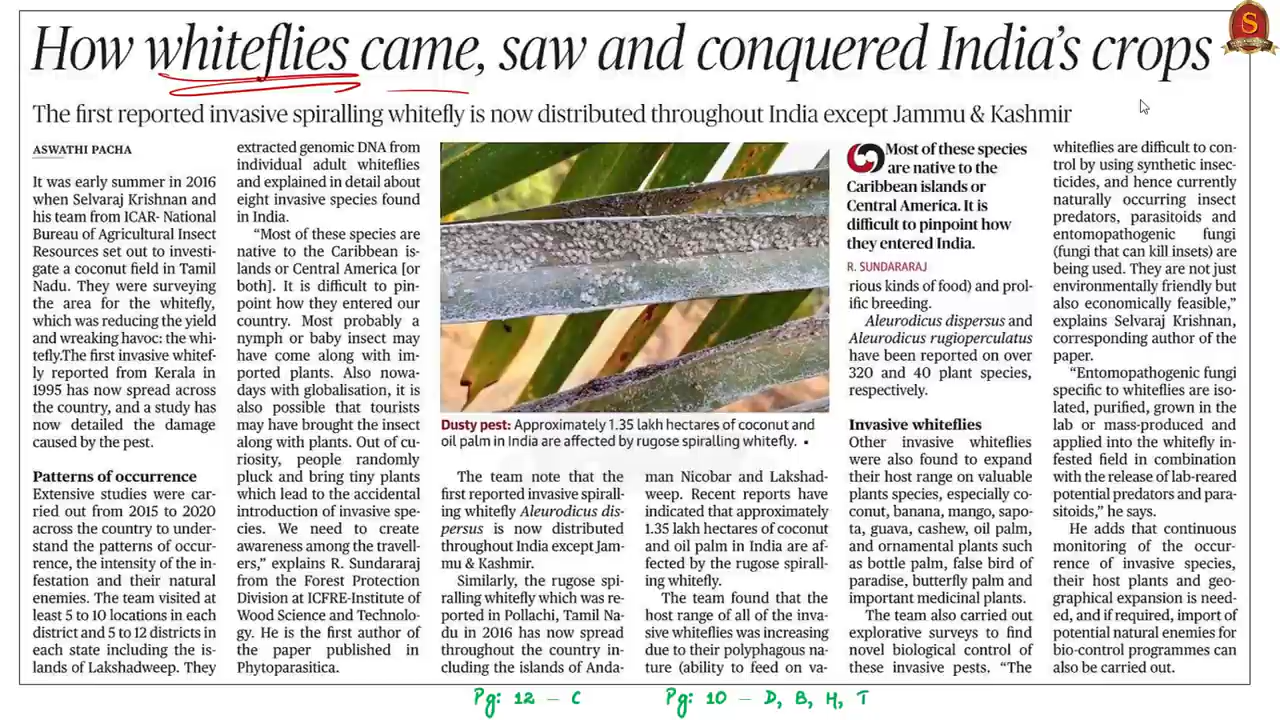 How whiteflies came, saw and conquered India's crops
The first reported invasive spiralling whitefly is now distributed throughout India except Jammu & Kashmir
ASWATHI PACHA
It was early summer in 2016
when Selvaraj Krishnan and
his team from ICAR- National
Bureau of Agricultural Insect
Resources set out to investi-
gate a coconut field in Tamil
Nadu. They were surveying
the area for the whitefly,
which was reducing the yield
and wreaking havoc: the whi-
tefly.The first invasive whitef-
ly reported from Kerala in
1995 has now spread across
the country, and a study has
now detailed the damage
caused by the pest.
Patterns of occurrence
Extensive studies were car-
ried out from 2015 to 2020
across the country to under-
stand the patterns of occur-
rence, the intensity of the in-
festation and their natural
enemies. The team visited at
least 5 to 10 locations in each
district and 5 to 12 districts in
each state including the is-
lands of Lakshadweep. They
extracted genomic DNA from
individual adult whiteflies
and explained in detail about
eight invasive species found
in India.
"Most of these species are
native to the Caribbean is-
lands or Central America [or
both]. It is difficult to pin-
point how they entered our
country. Most probably a
nymph or baby insect may
have come along with im-
ported plants. Also nowa-
days with globalisation, it is
also possible that tourists
may have brought the insect
along with plants. Out of cu-
riosity, people randomly
pluck and bring tiny plants
which lead to the accidental
introduction of invasive spe-
cies. We need to create
awareness among the travell-
ers," explains R. Sundararaj
from the Forest Protection
Division at ICFRE-Institute of
Wood Science and Technolo-
gy. He is the first author of
the paper published in
Phytoparasitica.
Dusty pest: Approximately 1.35 lakh hectares of coconut and
oil palm in India are affected by rugose spiralling whitefly. •
The team note that the
first reported invasive spirall-
ing whitefly Aleurodicus dis-
persus is now distributed
throughout India except Jam-
mu & Kashmir.
Similarly, the rugose spi-
ralling whitefly which was re-
ported in Pollachi, Tamil Na-
du in 2016 has now spread
throughout the country in-
cluding the islands of Anda-
man Nicobar and Lakshad-
weep. Recent reports have
indicated that approximately
1.35 lakh hectares of coconut
and oil palm in India are af-
fected by the rugose spirall-
ing whitefly.
The team found that the
host range of all of the inva-
sive whiteflies was increasing
due to their polyphagous na-
ture (ability to feed on va-
Most of these species
are native to the
Caribbean islands or
Central America. It is
difficult to pinpoint how
they entered India.
R. SUNDARARAJ
rious kinds of food) and prol-
ific breeding.
Aleurodicus dispersus and
Aleurodicus rugioperculatus
have been reported on over
320 and 40 plant species,
respectively.
Invasive whiteflies
Other invasive whiteflies
were also found to expand
their host range on valuable
plants species, especially co-
conut, banana, mango, sapo-
ta, guava, cashew, oil palm,
and ornamental plants such
as bottle palm, false bird of
paradise, butterfly palm and
important medicinal plants.
The team also carried out
explorative surveys to find
novel biological control of
these invasive pests. "The
whiteflies are difficult to con-
trol by using synthetic insec-
ticides, and hence currently
naturally occurring insect
predators, parasitoids and
entomopathogenic fungi
(fungi that can kill insets) are
being used. They are not just
environmentally friendly but
also economically feasible,"
explains Selvaraj Krishnan,
corresponding author of the
paper.
"Entomopathogenic fungi
specific to whiteflies are iso-
lated, purified, grown in the
lab or mass-produced and
applied into the whitefly in-
fested field in combination
with the release of lab-reared
potential predators and para-
sitoids," he says.
He adds that continuous
monitoring of the occur-
rence of invasive species,
their host plants and geo-
graphical expansion is need-
ed, and if required, import of
potential natural enemies for
bio-control programmes can
also be carried out.
Pg: 12 – C Pg: 10 – D, B, H, T
S